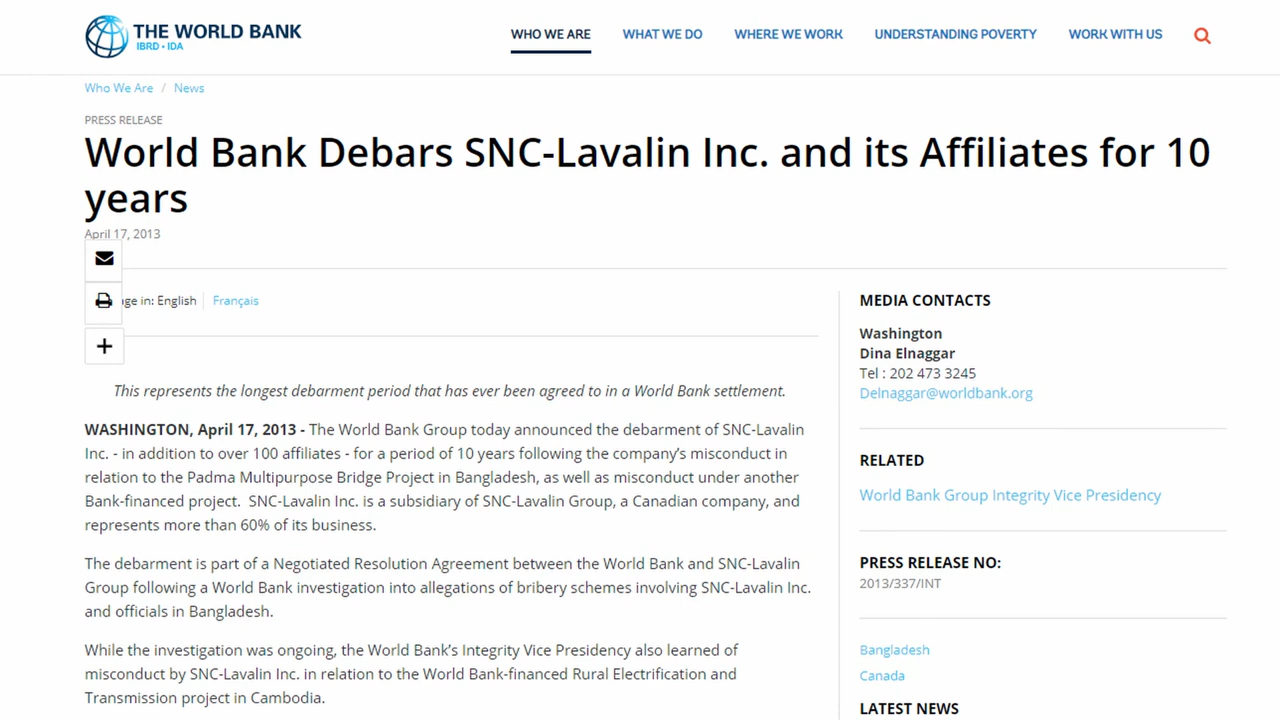 THE WORLD BANK
IBRD • IDA
WHO WE ARE
WHAT WE DO
WHERE WE WORK
UNDERSTANDING POVERTY
WORK WITH US
Who We Are / News
PRESS RELEASE
World Bank Debars SNC-Lavalin Inc. and its Affiliates for 10
years
April 17, 2013
ge in: English
Français
This represents the longest debarment period that has ever been agreed to in a World Bank settlement.
WASHINGTON, April 17, 2013 - The World Bank Group today announced the debarment of SNC-Lavalin
Inc. - in addition to over 100 affiliates - for a period of 10 years following the company’s misconduct in
relation to the Padma Multipurpose Bridge Project in Bangladesh, as well as misconduct under another
Bank-financed project.  SNC-Lavalin Inc. is a subsidiary of SNC-Lavalin Group, a Canadian company, and
represents more than 60% of its business.
The debarment is part of a Negotiated Resolution Agreement between the World Bank and SNC-Lavalin
Group following a World Bank investigation into allegations of bribery schemes involving SNC-Lavalin Inc.
and officials in Bangladesh.
While the investigation was ongoing, the World Bank’s Integrity Vice Presidency also learned of
misconduct by SNC-Lavalin Inc. in relation to the World Bank-financed Rural Electrification and
Transmission project in Cambodia.
MEDIA CONTACTS
Washington
Dina Elnaggar
Tel : 202 473 3245
Delnaggar@worldbank.org
RELATED
World Bank Group Integrity Vice Presidency
PRESS RELEASE NO:
2013/337/INT
Bangladesh
Canada
LATEST NEWS